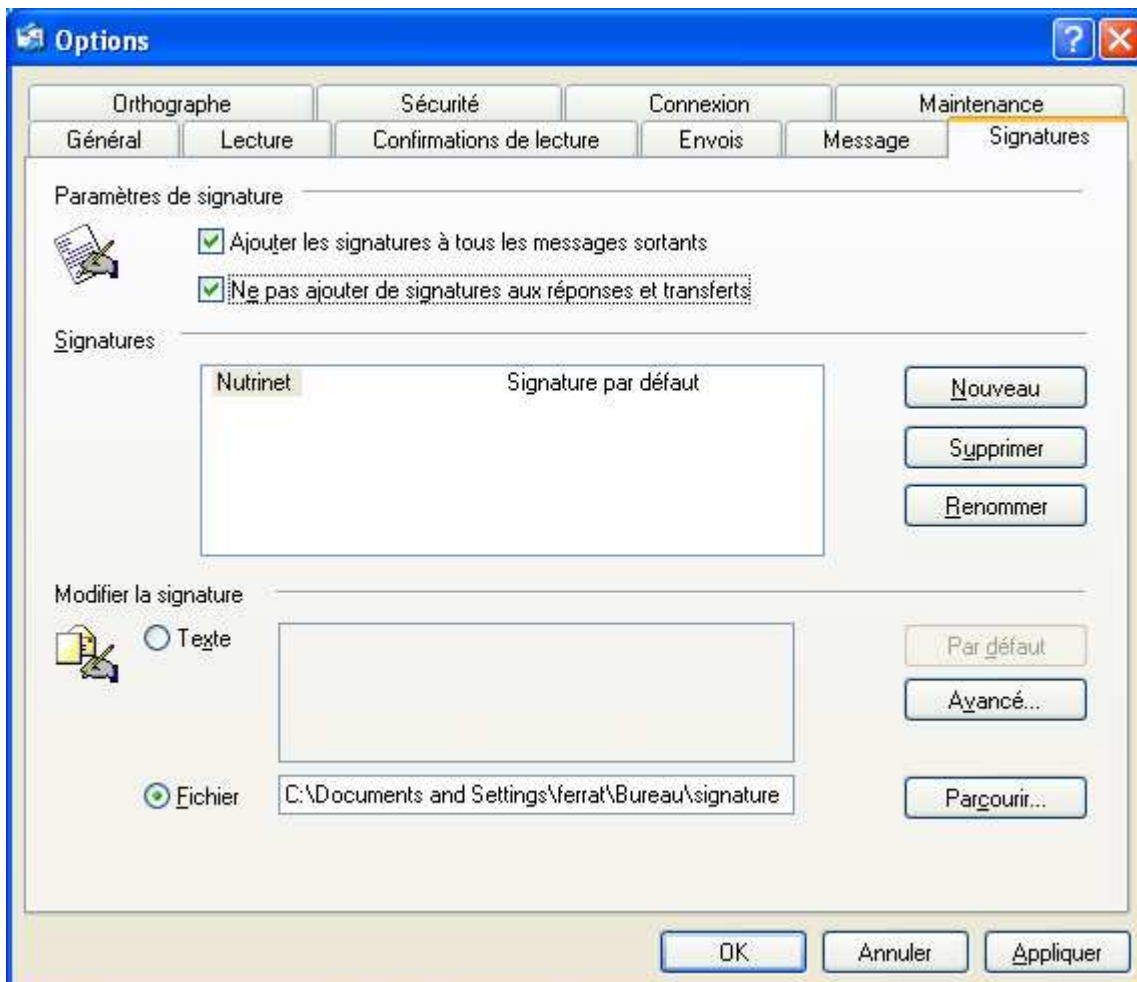 Options
Orthographe Sécurité Connexion Maintenance
Général Lecture Confirmations de lecture Envois Message Signatures
Paramètres de signature
Ajouter les signatures à tous les messages sortants
Ne pas ajouter de signatures aux réponses et transferts
Signatures
Nutrinet Signature par défaut
Nouveau
Supprimer
Renommer
Modifier la signature
Texte
Par défaut
Avancé...
Fichier C:\Documents and Settings\ferrat\Bureau\signature Parcourir...
OK Annuler Appliquer